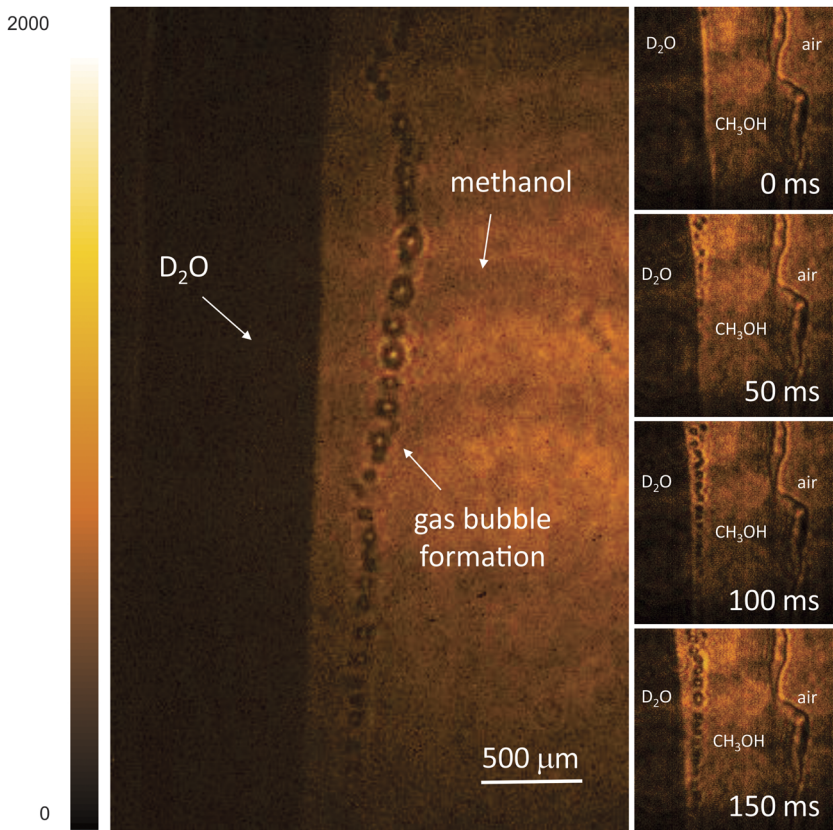 2000
0
D₂O
methanol
gas bubble
formation
500 μm
D₂O
air
CH₃OH
0 ms
D₂O
air
CH₃OH
50 ms
D₂O
air
CH₃OH
100 ms
D₂O
air
CH₃OH
150 ms